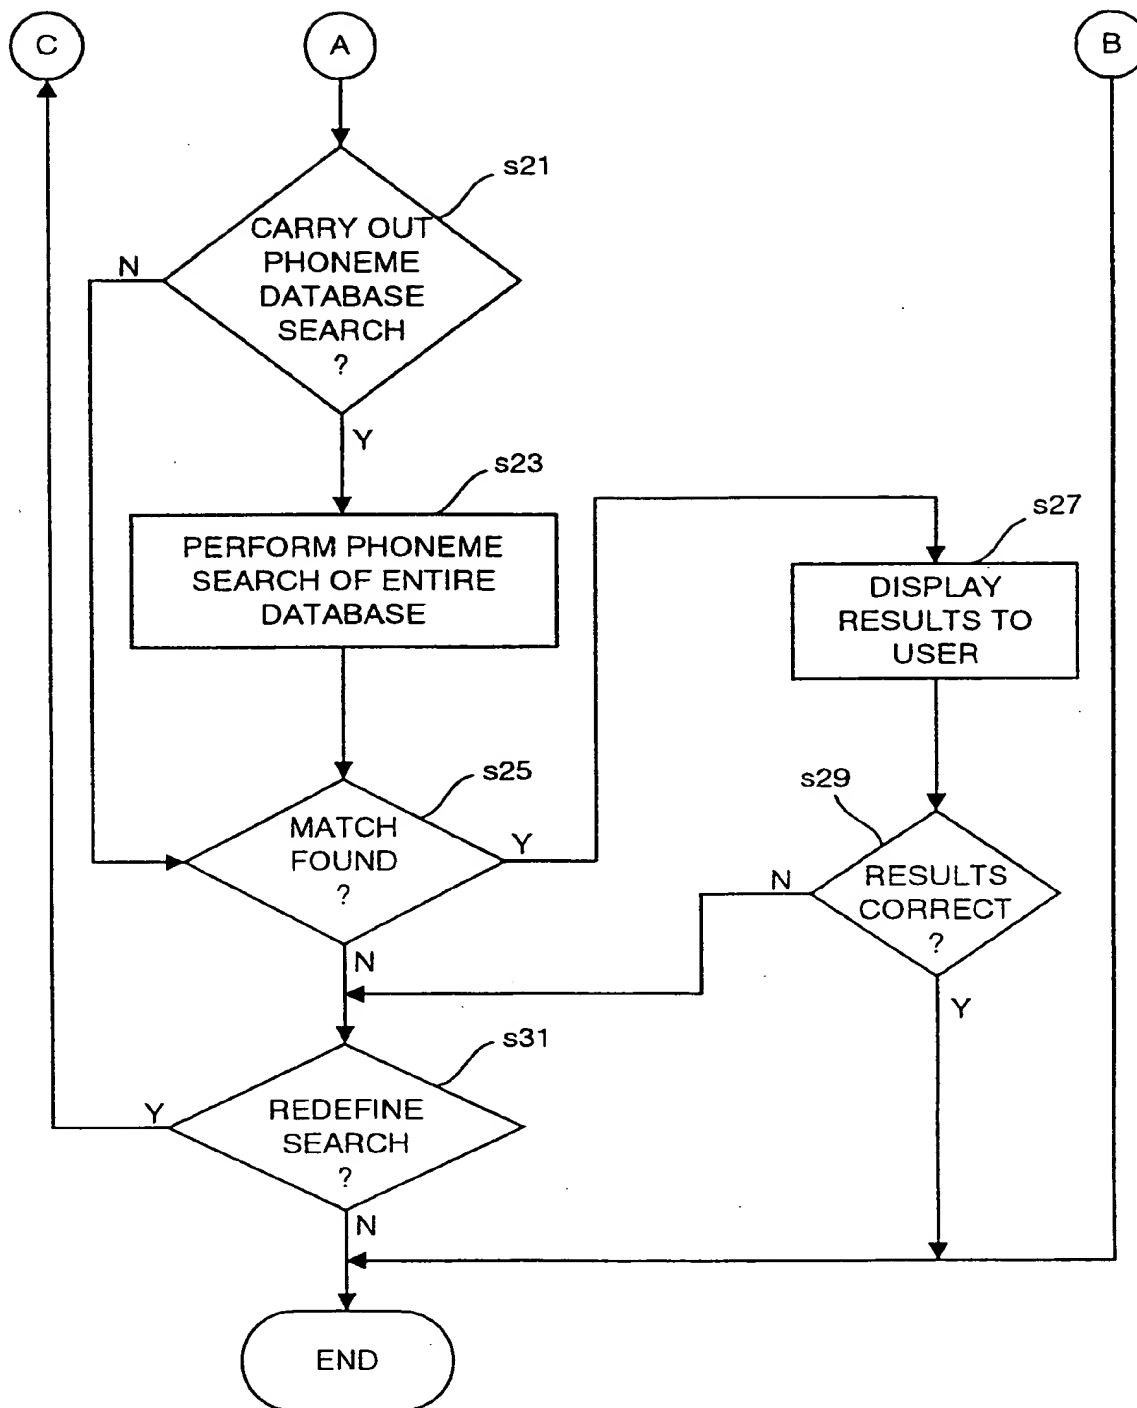 C
A
B
s21
CARRY OUT
PHONEME
DATABASE
SEARCH
?
N
Y
s23
PERFORM PHONEME
SEARCH OF ENTIRE
DATABASE
s27
DISPLAY
RESULTS TO
USER
s25
MATCH
FOUND
?
Y
N
s29
RESULTS
CORRECT
?
N
Y
s31
REDEFINE
SEARCH
?
Y
N
END